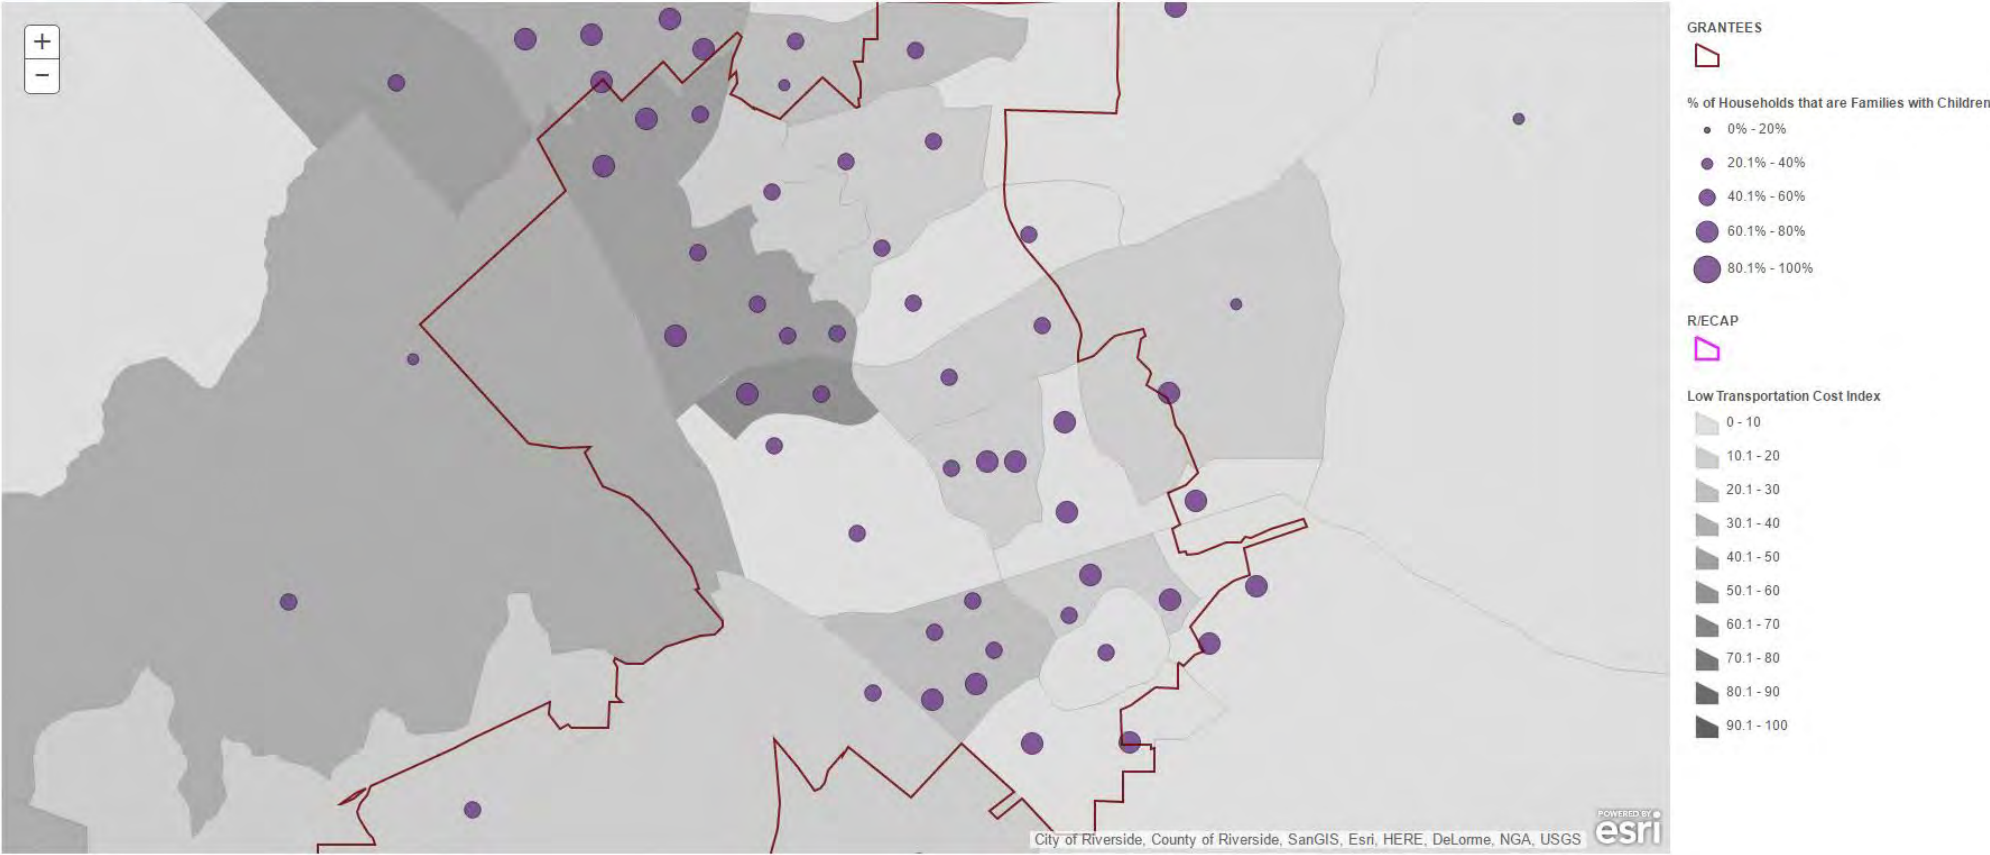 +
−
GRANTEES
% of Households that are Families with Children
0% - 20%
20.1% - 40%
40.1% - 60%
60.1% - 80%
80.1% - 100%
R/ECAP
Low Transportation Cost Index
0 - 10
10.1 - 20
20.1 - 30
30.1 - 40
40.1 - 50
50.1 - 60
60.1 - 70
70.1 - 80
80.1 - 90
90.1 - 100
POWERED BY
esri
City of Riverside, County of Riverside, SanGIS, Esri, HERE, DeLorme, NGA, USGS